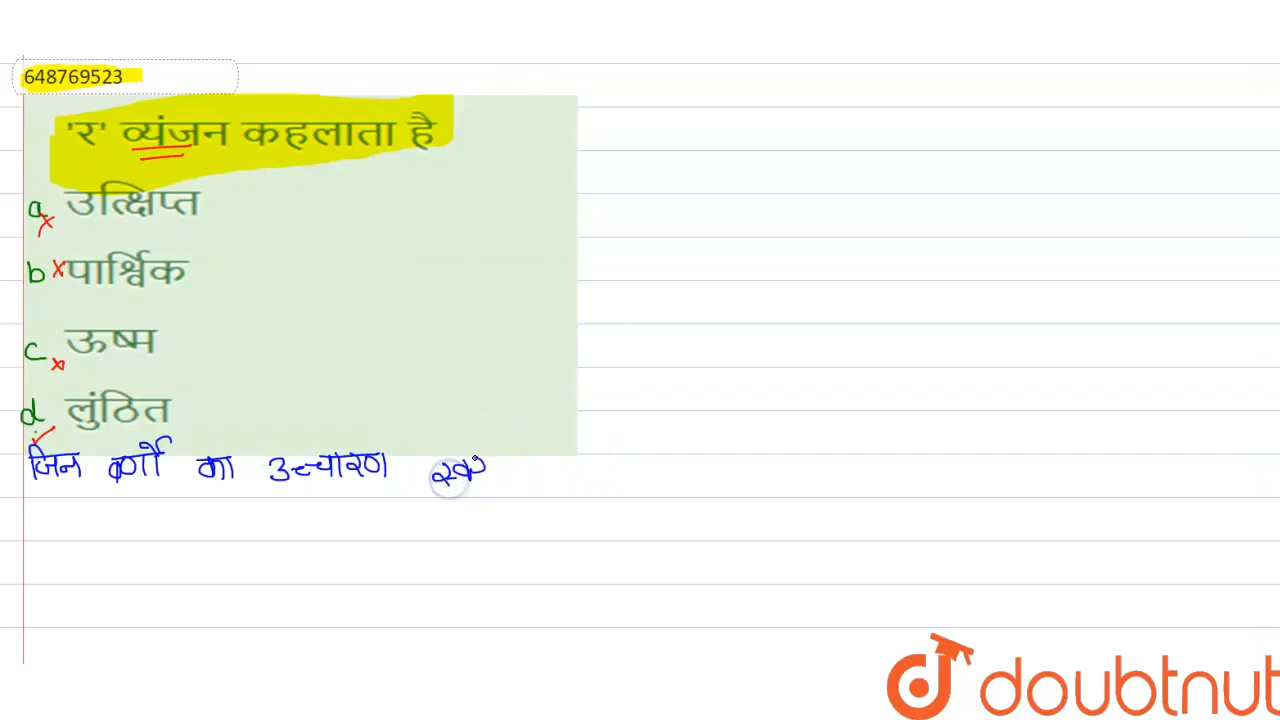 648769523
'र' व्यंजन कहलाता है
a उत्क्षिप्त
b पार्श्विक
c ऊष्म
d लुंठित
जिन वर्णों का उच्चारण
doubtnut